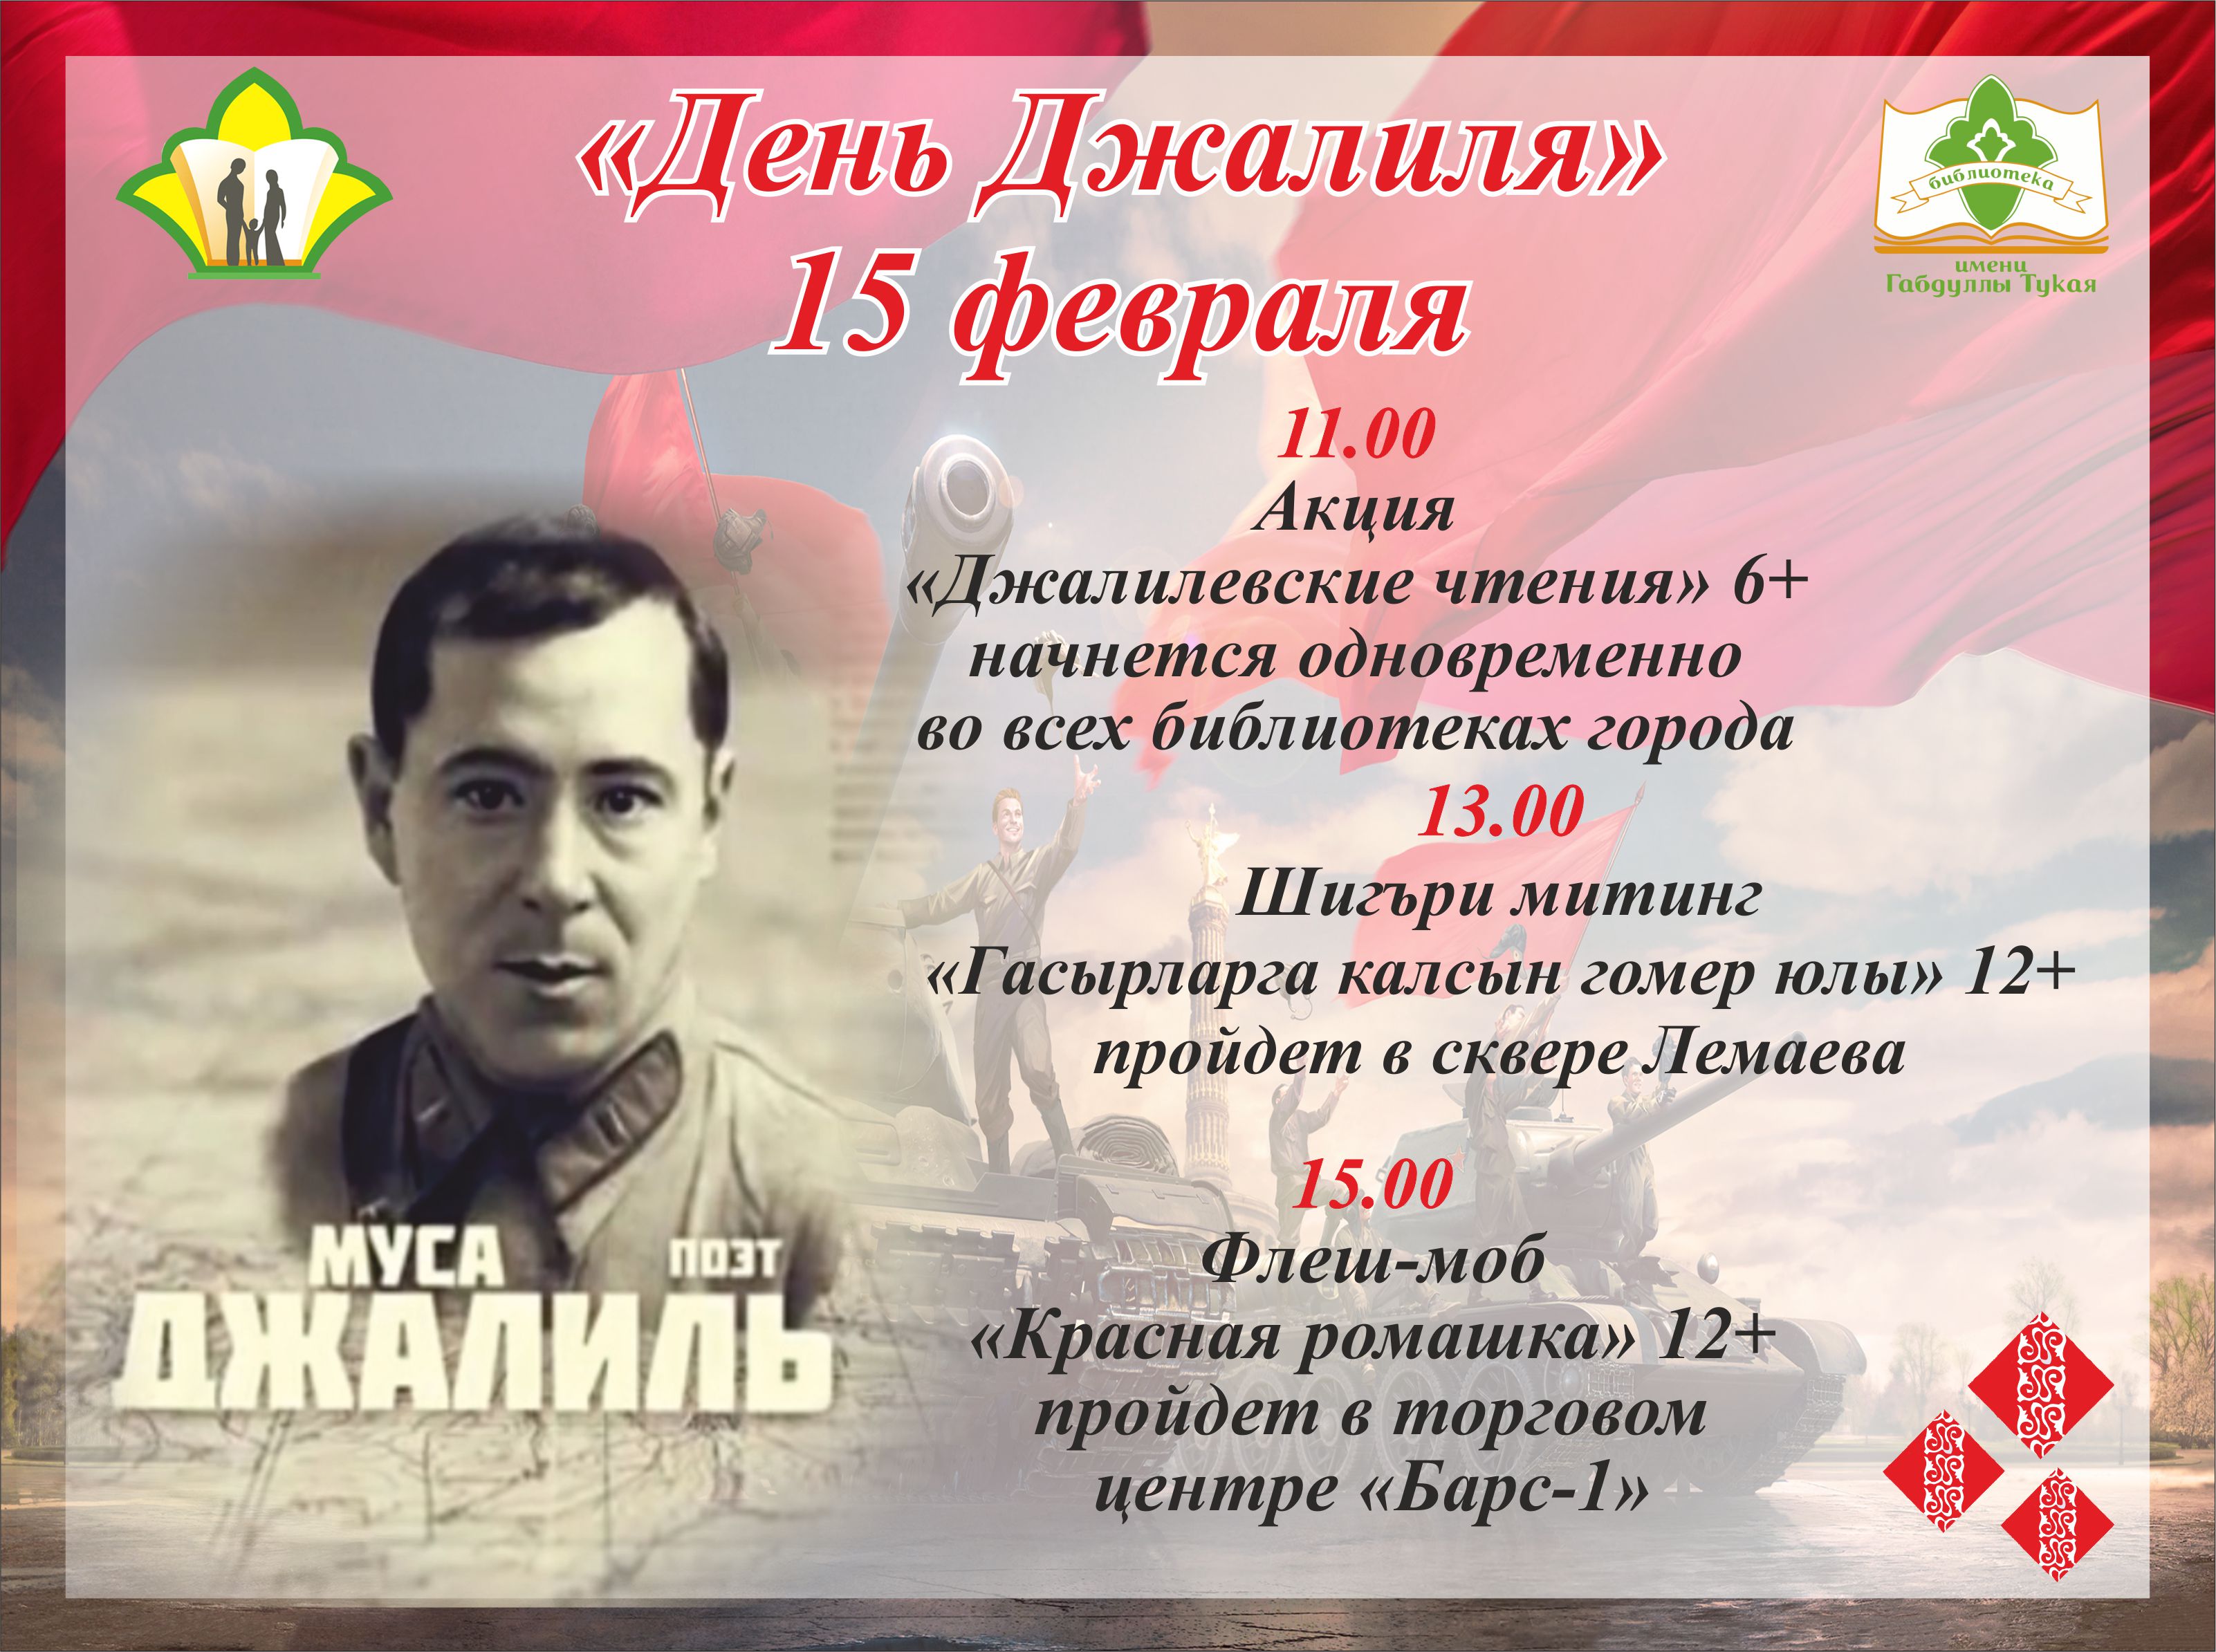 «День Джалиля»
15 февраля
библиотека
имени
Габдуллы Тукая
11.00
Акция
«Джалилевские чтения» 6+
начнется одновременно
во всех библиотеках города
13.00
Шигъри митинг
«Гасырларга калсын гомер юлы» 12+
пройдет в сквере Лемаева
15.00
Флеш-моб
«Красная ромашка» 12+
пройдет в торговом
центре «Барс-1»
МУСА ПОЭТ
ДЖАЛИЛЬ